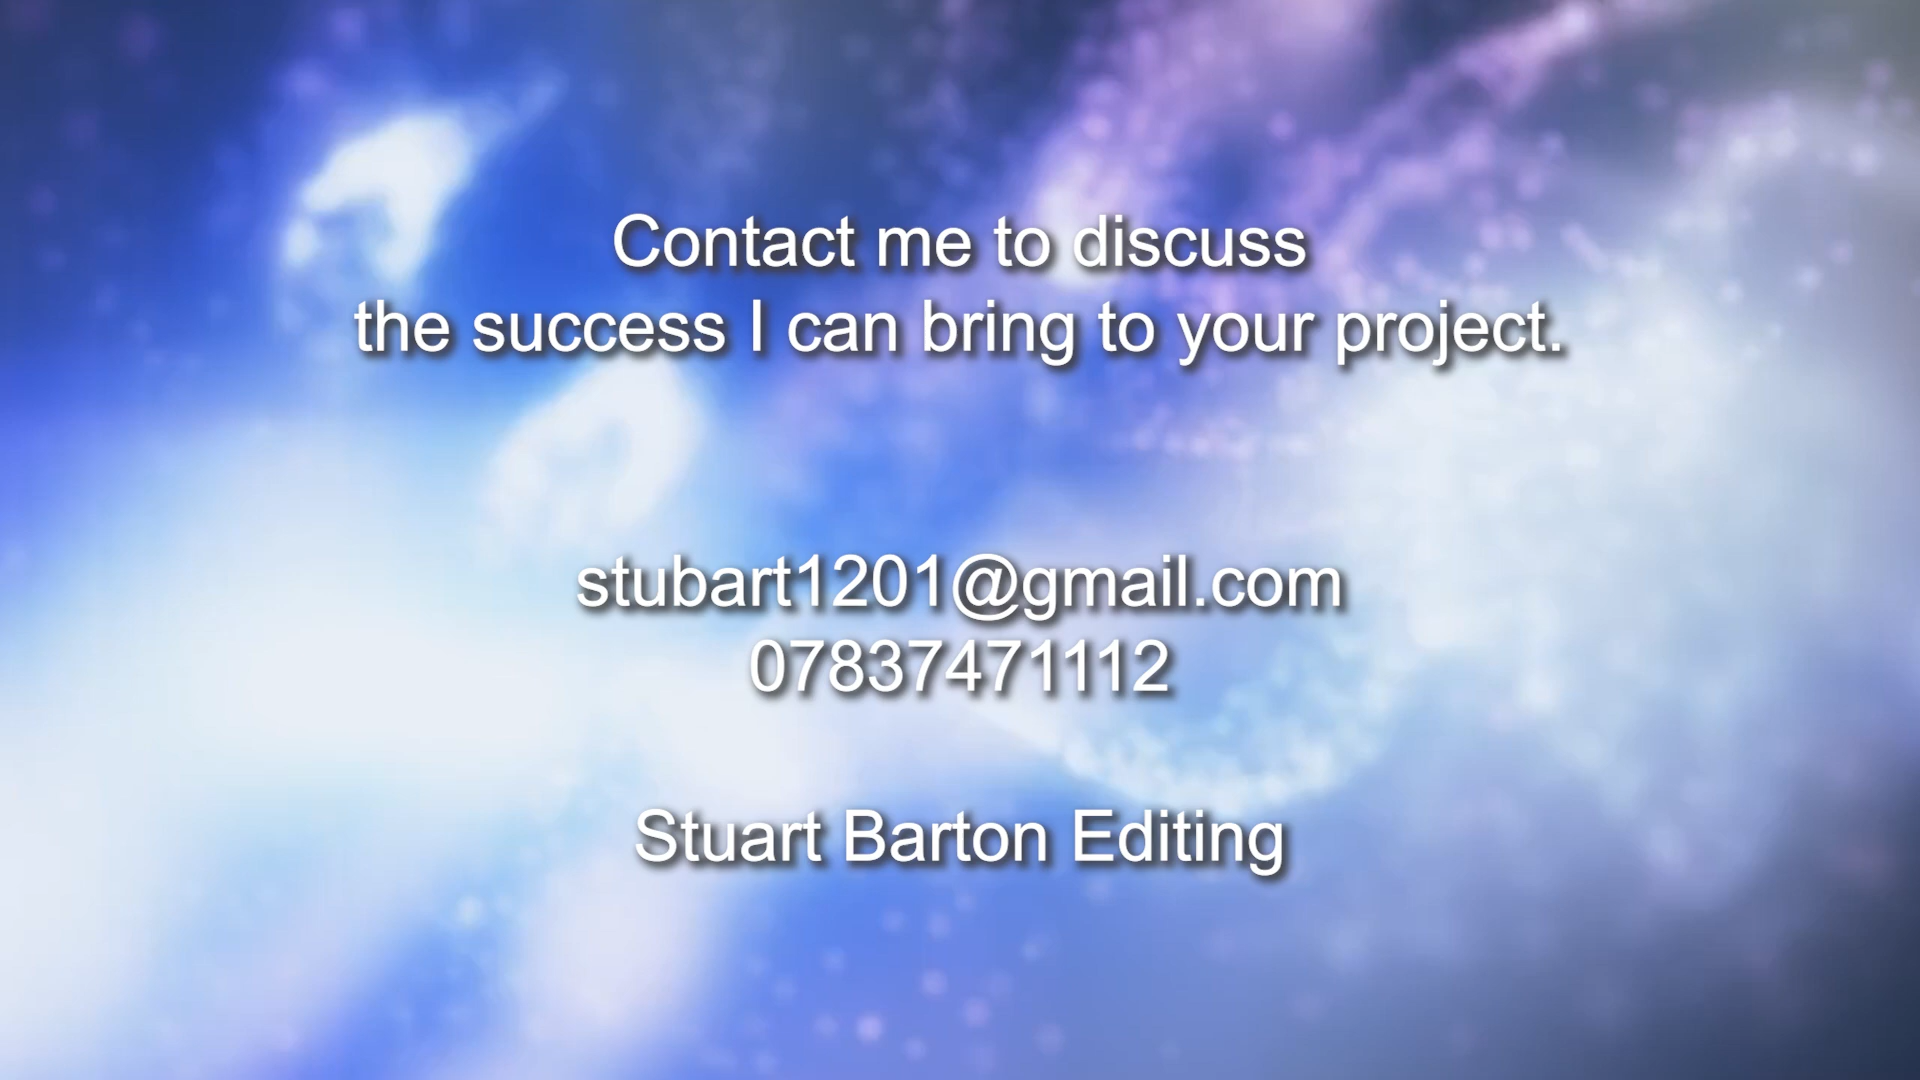 Contact me to discuss
the success I can bring to your project.
stubart1201@gmail.com
07837471112
Stuart Barton Editing